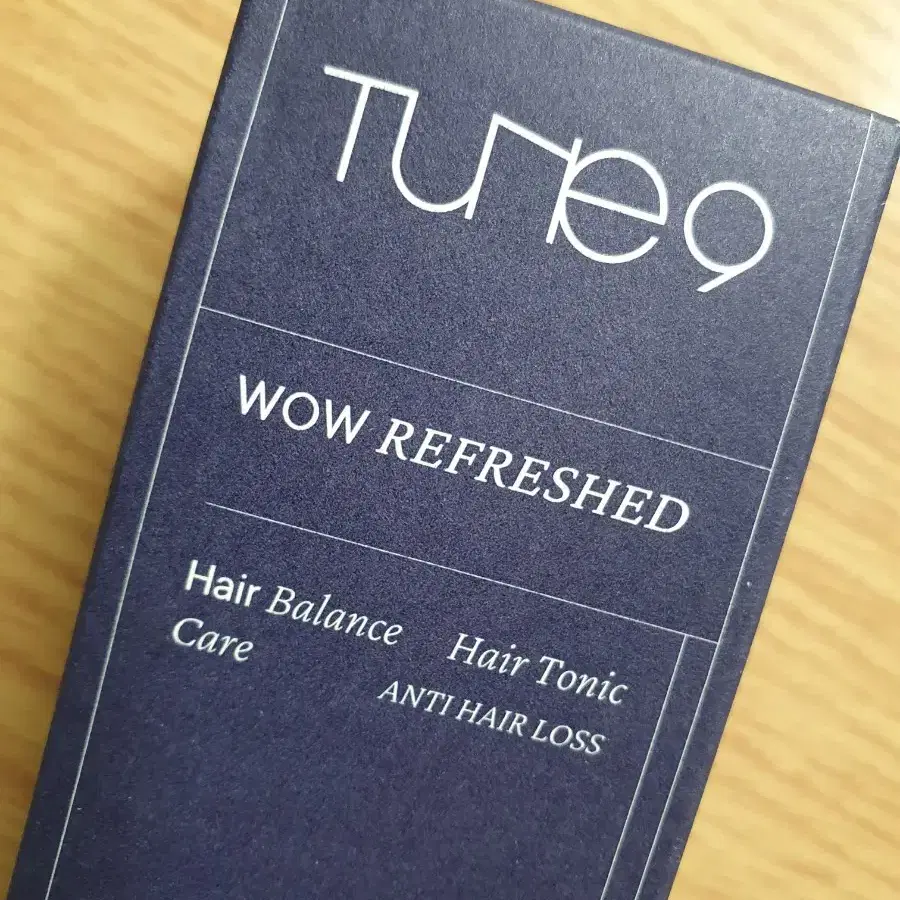 Tune9
WOW REFRESHED
Hair Balance
Care
Hair Tonic
ANTI HAIR LOSS